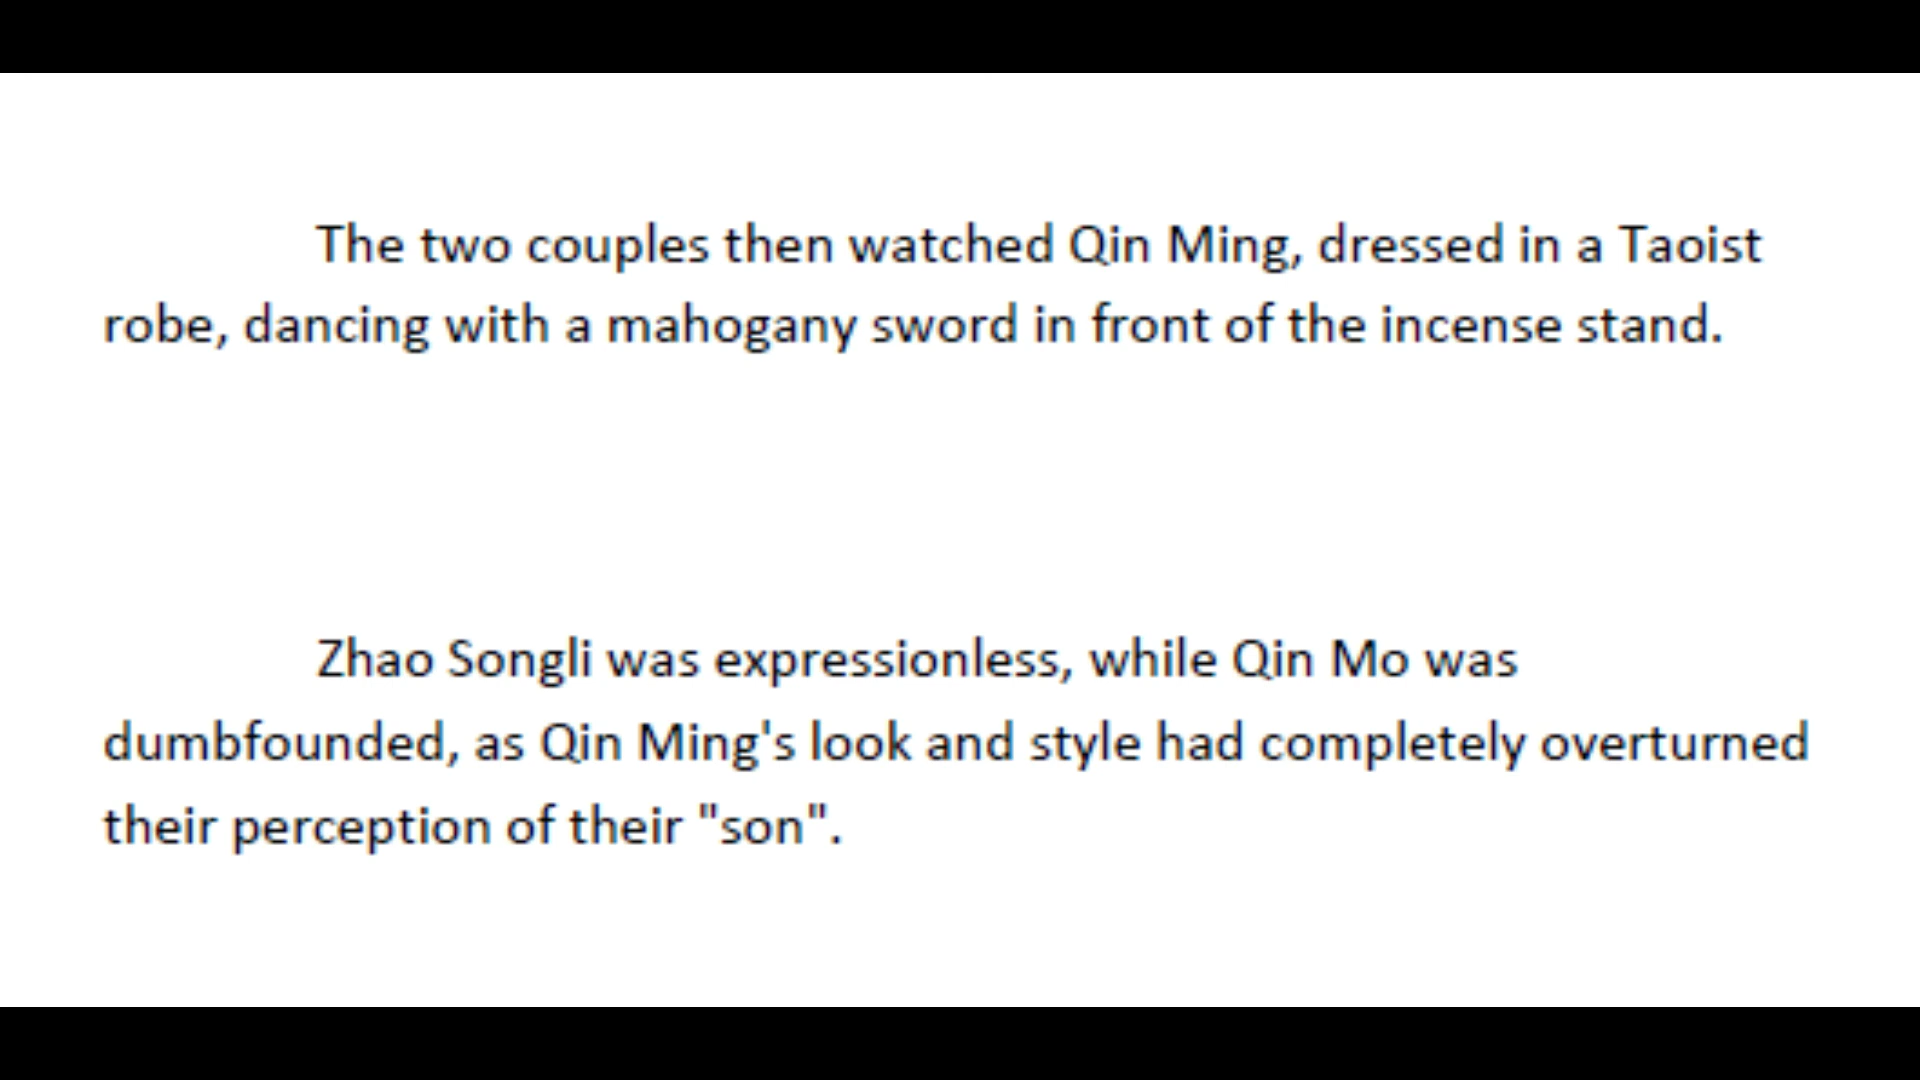 The two couples then watched Qin Ming, dressed in a Taoist
robe, dancing with a mahogany sword in front of the incense stand.
Zhao Songli was expressionless, while Qin Mo was
dumbfounded, as Qin Ming's look and style had completely overturned
their perception of their "son".